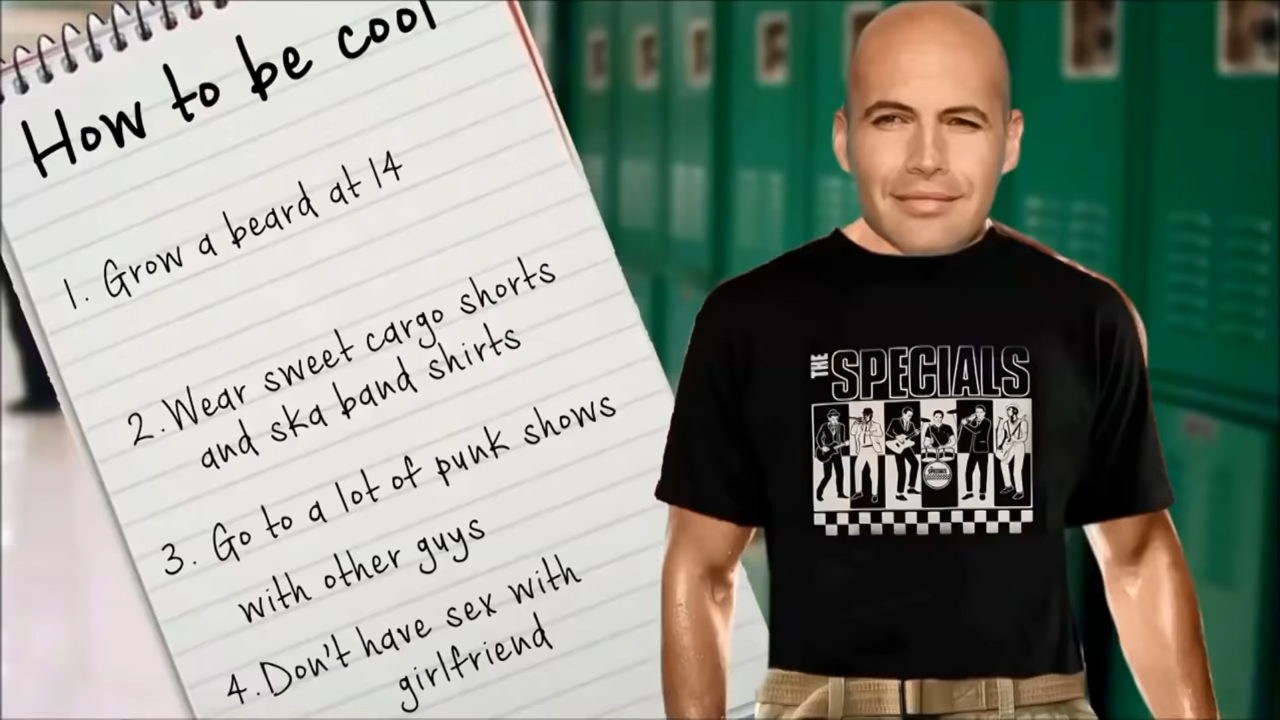 How to be cool
1. Grow a beard at 14
2. Wear sweet cargo shorts
and ska band shirts
3. Go to a lot of punk shows
with other guys
4. Don't have sex with
girlfriend
THE SPECIALS
SPECIALS